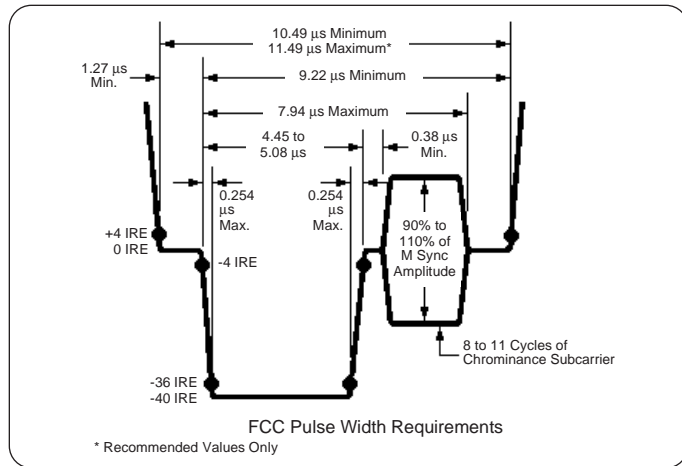 10.49 µs Minimum
11.49 µs Maximum*
1.27 µs
Min.
9.22 µs Minimum
7.94 µs Maximum
4.45 to
5.08 µs
0.38 µs
Min.
0.254
µs
Max.
0.254
µs
Max.
90% to
110% of
M Sync
Amplitude
+4 IRE
0 IRE
-4 IRE
8 to 11 Cycles of
Chrominance Subcarrier
-36 IRE
-40 IRE
FCC Pulse Width Requirements
* Recommended Values Only